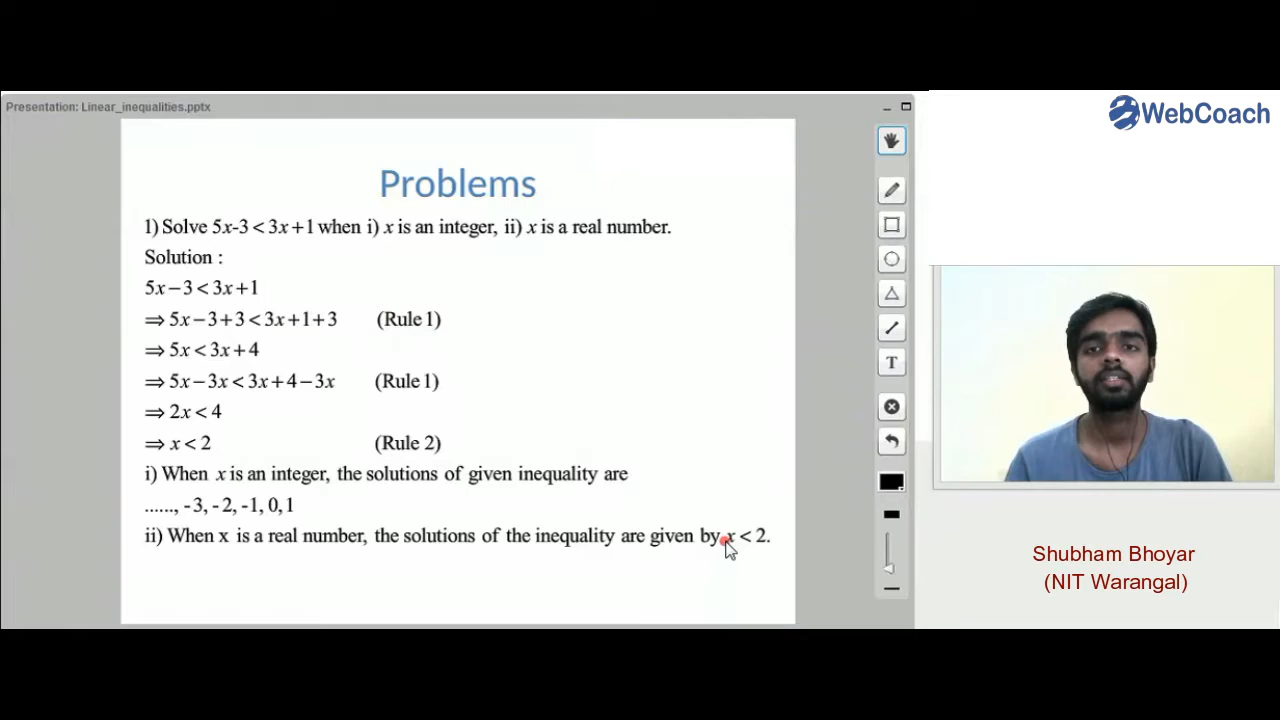 Presentation: Linear_inequalities.pptx
WebCoach
Problems
1) Solve 5x-3 < 3x+1 when i) x is an integer, ii) x is a real number.
Solution :
5x−3 < 3x+1
⇒ 5x−3+3 < 3x+1+3 (Rule 1)
⇒ 5x < 3x+4
⇒ 5x−3x < 3x+4−3x (Rule 1)
⇒ 2x < 4
⇒ x < 2 (Rule 2)
i) When x is an integer, the solutions of given inequality are
......, -3, -2, -1, 0, 1
ii) When x is a real number, the solutions of the inequality are given by x < 2.
T
Shubham Bhoyar
(NIT Warangal)